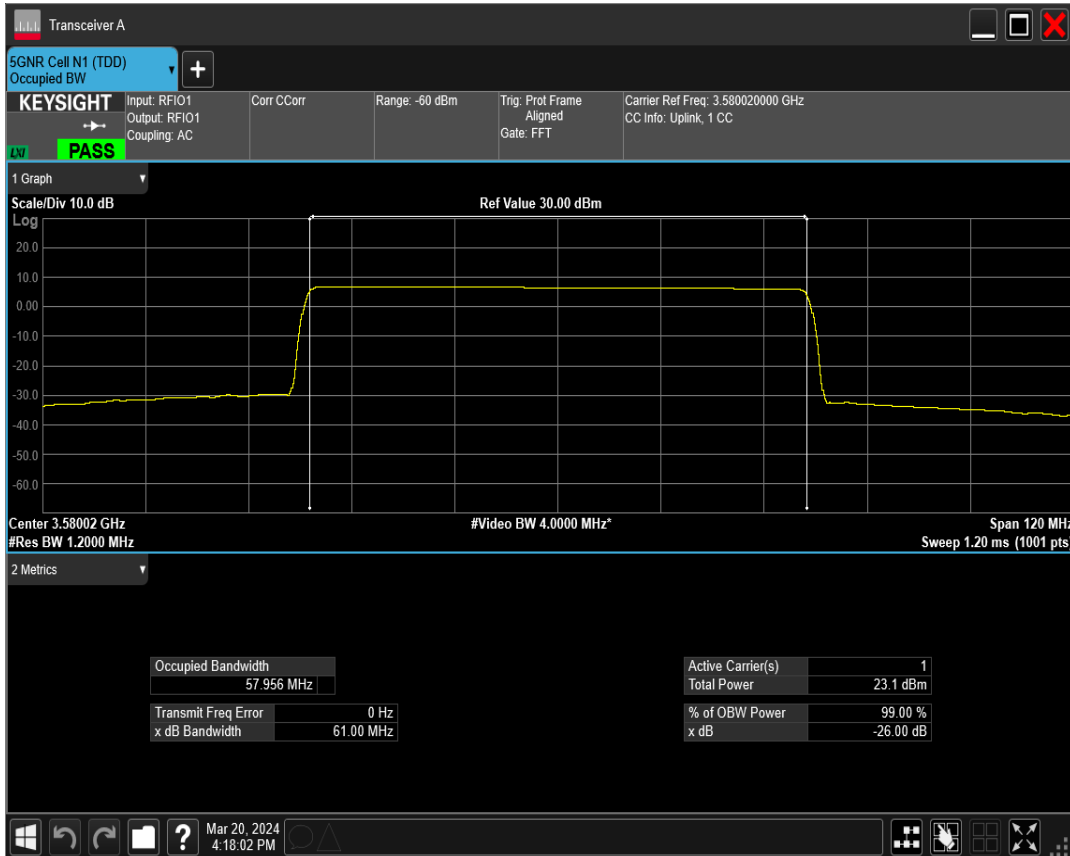 Transceiver A
5GNR Cell N1 (TDD)
Occupied BW
+
KEYSIGHT
LXI
PASS
Input: RFIO1
Output: RFIO1
Coupling: AC
Corr CCorr
Range: -60 dBm
Trig: Prot Frame
Aligned
Gate: FFT
Carrier Ref Freq: 3.580020000 GHz
CC Info: Uplink, 1 CC
1 Graph
Scale/Div 10.0 dB
Ref Value 30.00 dBm
Log
20.0
10.0
0.00
-10.0
-20.0
-30.0
-40.0
-50.0
-60.0
Center 3.58002 GHz
#Video BW 4.0000 MHz*
Span 120 MHz
#Res BW 1.2000 MHz
Sweep 1.20 ms (1001 pts)
2 Metrics
Occupied Bandwidth
57.956 MHz
Transmit Freq Error 0 Hz
x dB Bandwidth 61.00 MHz
Active Carrier(s) 1
Total Power 23.1 dBm
% of OBW Power 99.00 %
x dB -26.00 dB
?
Mar 20, 2024
4:18:02 PM